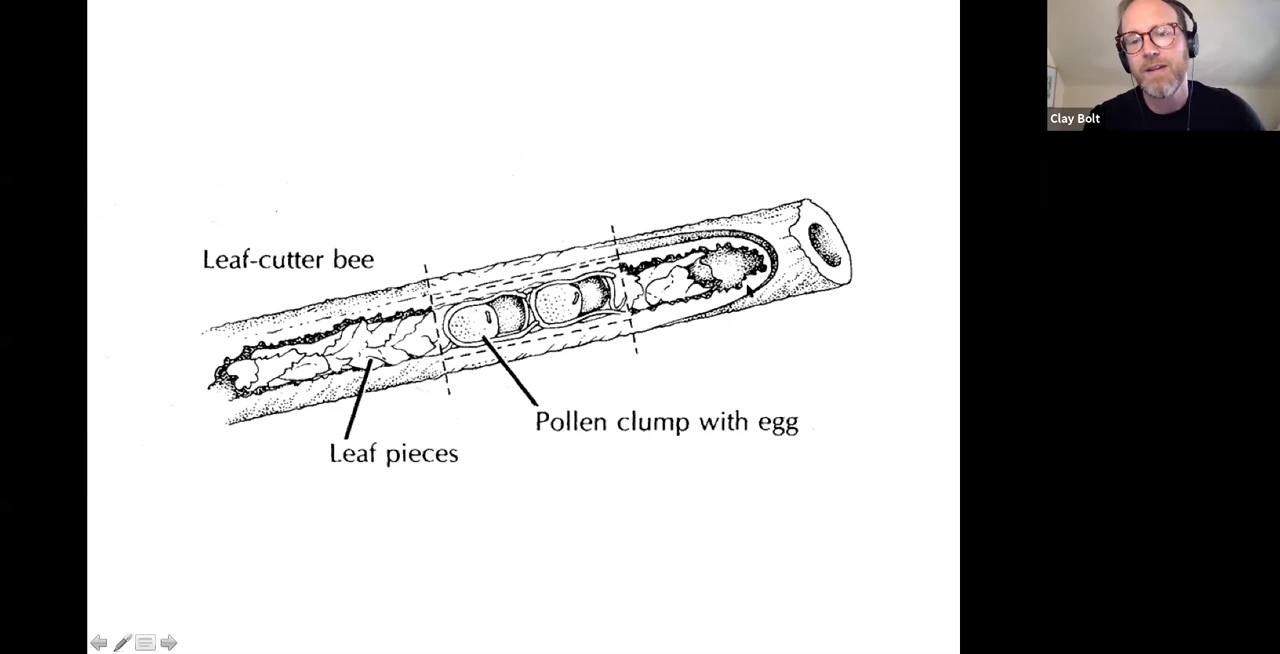 Clay Bolt
Leaf-cutter bee
Pollen clump with egg
Leaf pieces